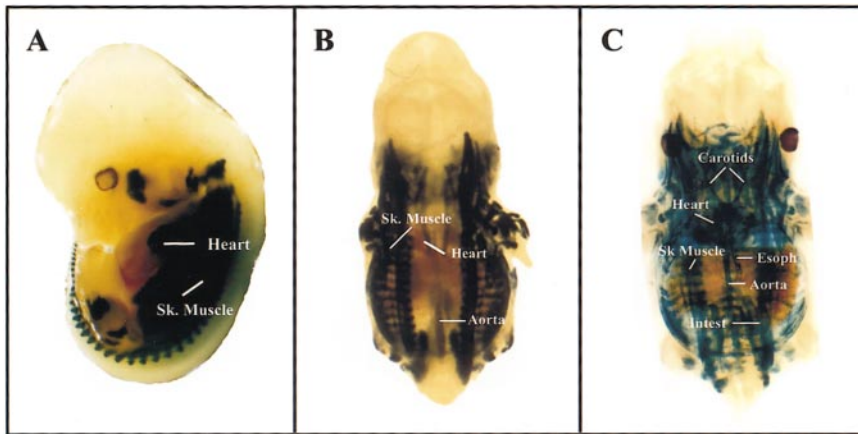 A
Heart
Sk. Muscle
B
Sk. Muscle
Heart
Aorta
C
Carotids
Heart
Sk Muscle
Esoph
Aorta
Intest